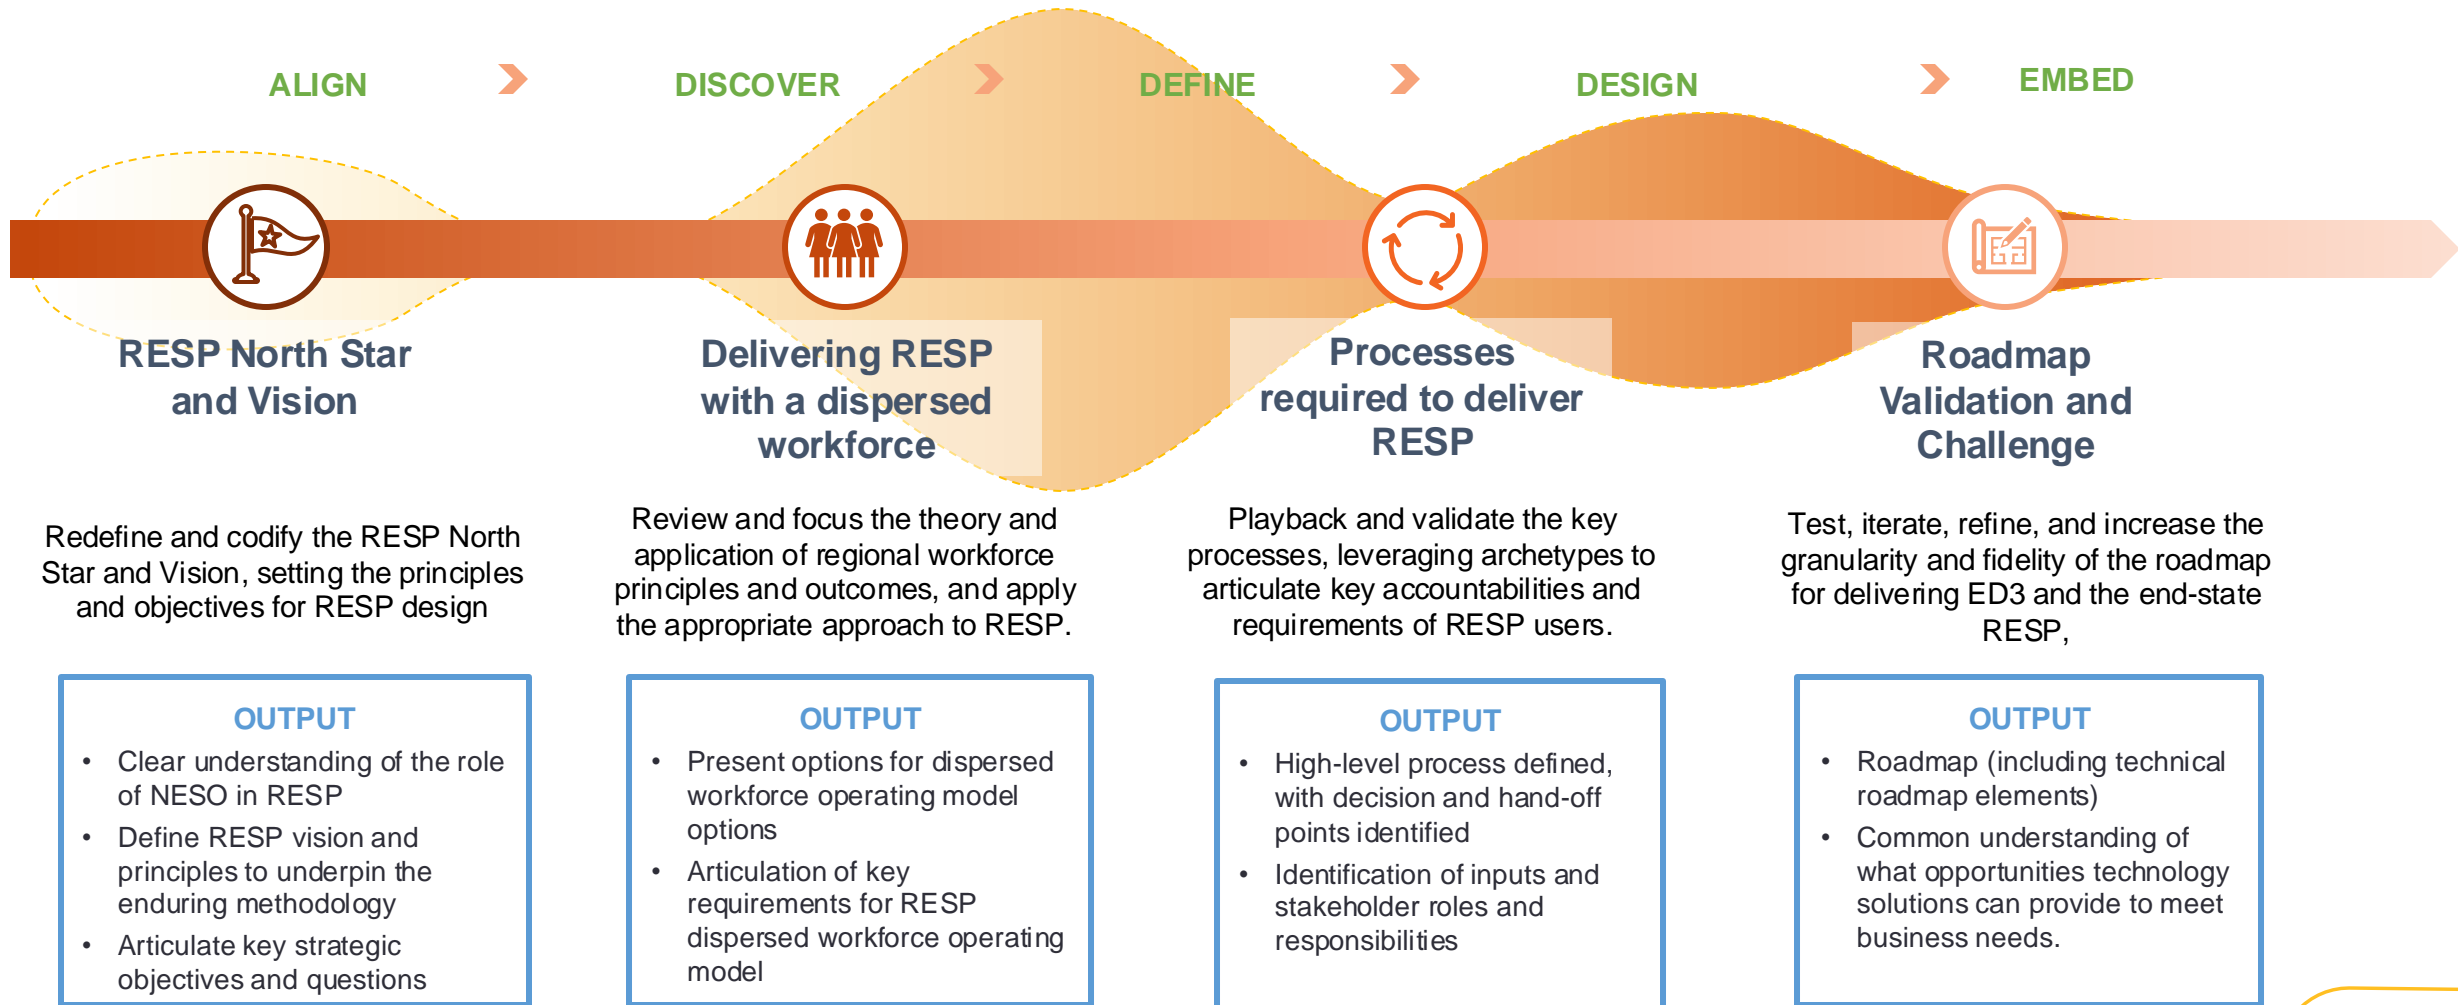 ALIGN
DISCOVER
DEFINE
DESIGN
EMBED
RESP North Star
and Vision
Redefine and codify the RESP North
Star and Vision, setting the principles
and objectives for RESP design
OUTPUT
• Clear understanding of the role
of NESO in RESP
• Define RESP vision and
principles to underpin the
enduring methodology
• Articulate key strategic
objectives and questions
Delivering RESP
with a dispersed
workforce
Review and focus the theory and
application of regional workforce
principles and outcomes, and apply
the appropriate approach to RESP.
OUTPUT
• Present options for dispersed
workforce operating model
options
• Articulation of key
requirements for RESP
dispersed workforce operating
model
Processes
required to deliver
RESP
Playback and validate the key
processes, leveraging archetypes to
articulate key accountabilities and
requirements of RESP users.
OUTPUT
• High-level process defined,
with decision and hand-off
points identified
• Identification of inputs and
stakeholder roles and
responsibilities
Roadmap
Validation and
Challenge
Test, iterate, refine, and increase the
granularity and fidelity of the roadmap
for delivering ED3 and the end-state
RESP,
OUTPUT
• Roadmap (including technical
roadmap elements)
• Common understanding of
what opportunities technology
solutions can provide to meet
business needs.